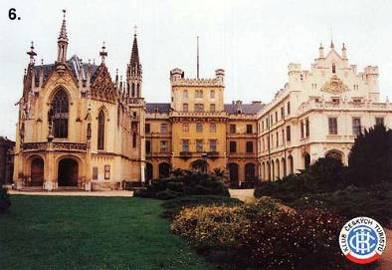 6.
KLUB ČESKÝCH TURISTŮ